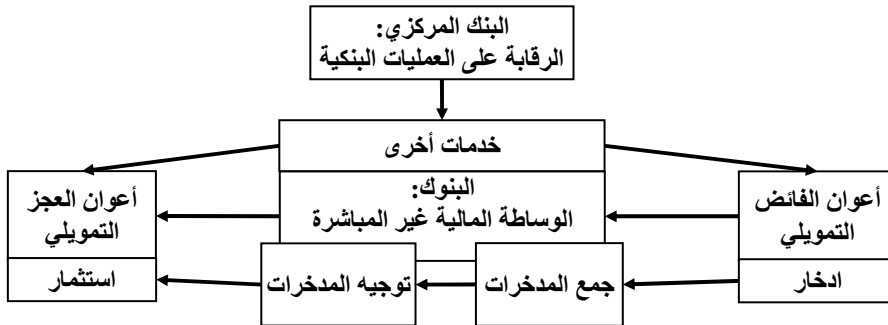 البنك المركزي:
الرقابة على العمليات البنكية
خدمات أخرى
أعوان الفائض
التمويلي
ادخار
البنوك:
الوساطة المالية غير المباشرة
جمع المدخرات
توجيه المدخرات
أعوان العجز
التمويلي
استثمار